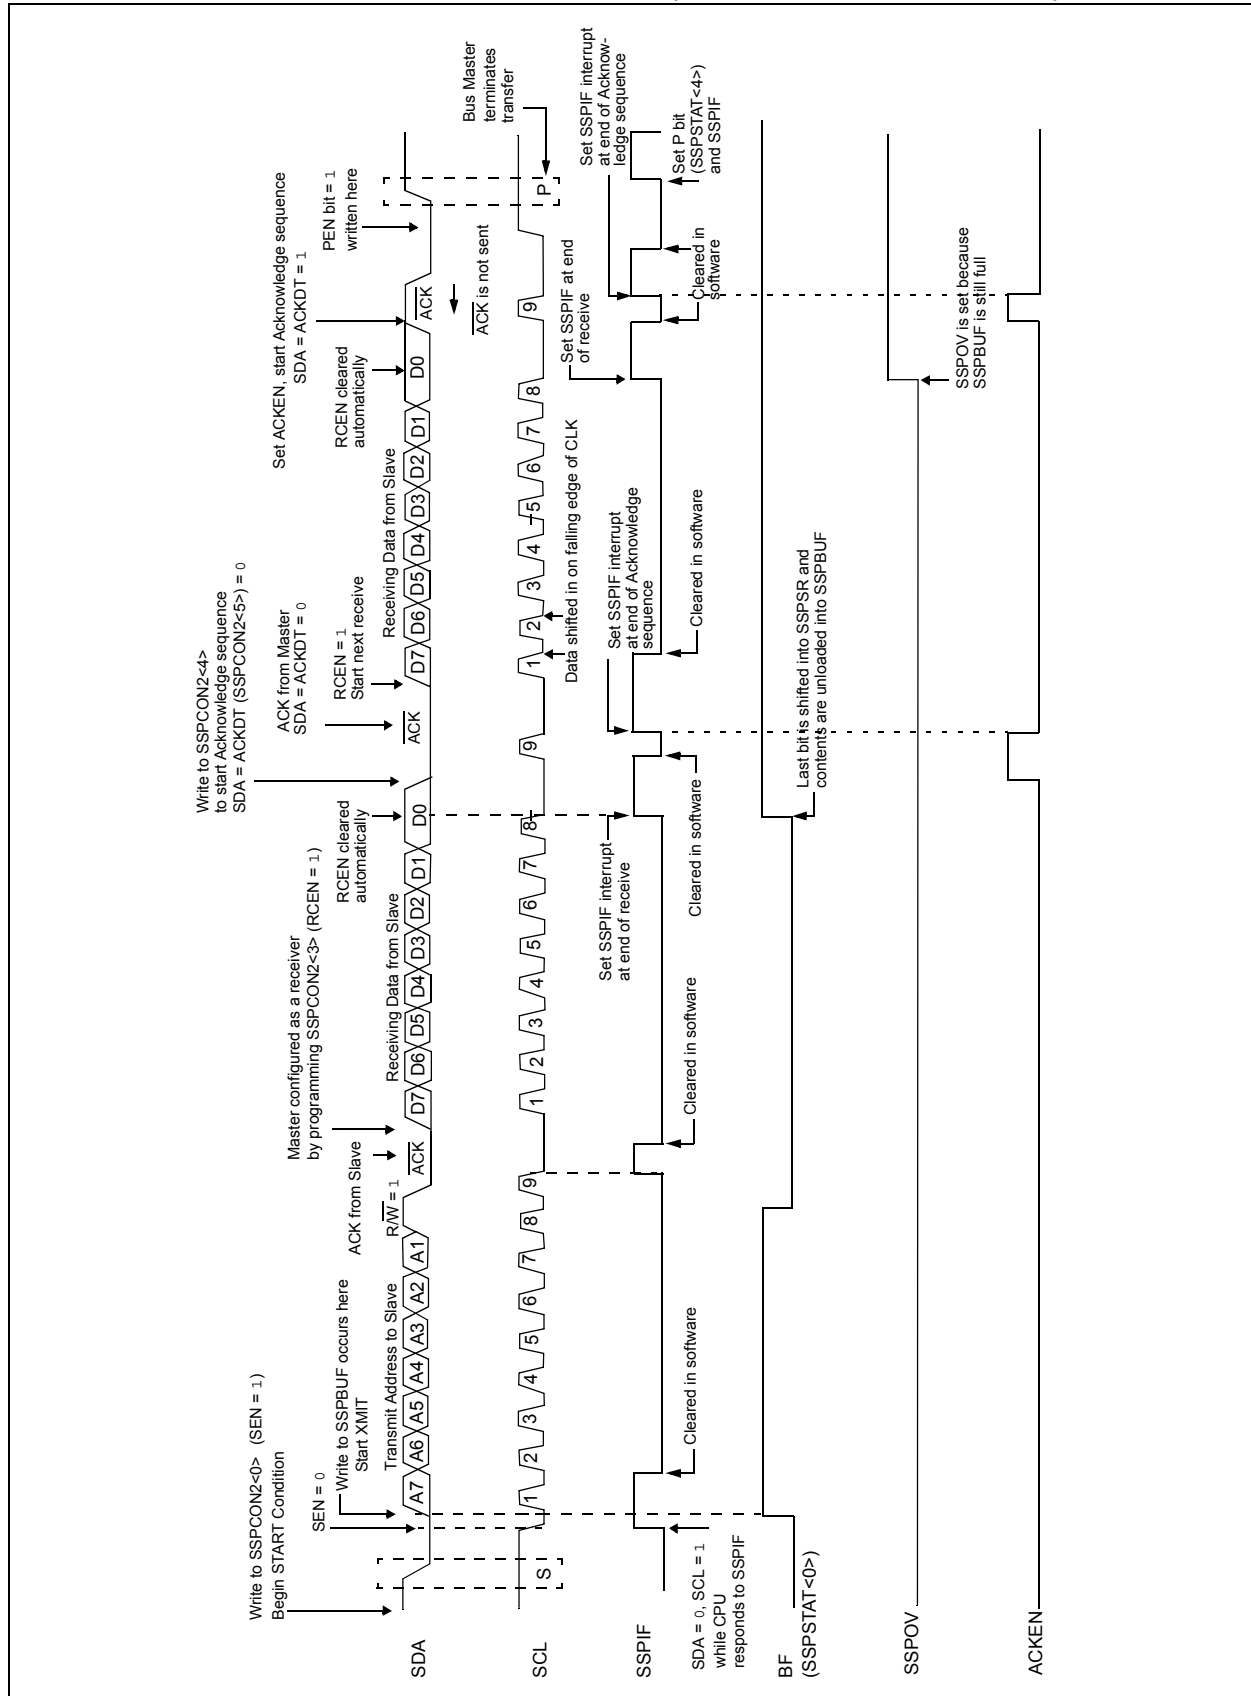 Write to SSPCON2<0> (SEN = 1)
Begin START Condition
SEN = 0
Write to SSPBUF occurs here
Start XMIT
Transmit Address to Slave
ACK from Slave
R/W = 1
Master configured as a receiver
by programming SSPCON2<3> (RCEN = 1)
Receiving Data from Slave
RCEN cleared
automatically
Write to SSPCON2<4>
to start Acknowledge sequence
SDA = ACKDT (SSPCON2<5>) = 0
ACK from Master
SDA = ACKDT = 0
RCEN = 1
Start next receive
Receiving Data from Slave
RCEN cleared
automatically
Set ACKEN, start Acknowledge sequence
SDA = ACKDT = 1
PEN bit = 1
written here
SDA
A7 A6 A5 A4 A3 A2 A1
ACK
D7 D6 D5 D4 D3 D2 D1 D0
ACK
D7 D6 D5 D4 D3 D2 D1 D0
ACK
ACK is not sent
Bus Master
terminates
transfer
SCL
S
1 2 3 4 5 6 7 8 9
1 2 3 4 5 6 7 8
9
1 2 3 4 5 6 7 8
9
P
Data shifted in on falling edge of CLK
Set SSPIF interrupt
at end of receive
Set SSPIF interrupt
at end of Acknowledge
sequence
Set SSPIF at end
of receive
Set SSPIF interrupt
at end of Acknow-
ledge sequence
SSPIF
SDA = 0, SCL = 1
while CPU
responds to SSPIF
Cleared in software
Cleared in software
Cleared in software
Cleared in software
Cleared in
software
Set P bit
(SSPSTAT<4>)
and SSPIF
BF
(SSPSTAT<0>)
Last bit is shifted into SSPSR and
contents are unloaded into SSPBUF
SSPOV
SSPOV is set because
SSPBUF is still full
ACKEN